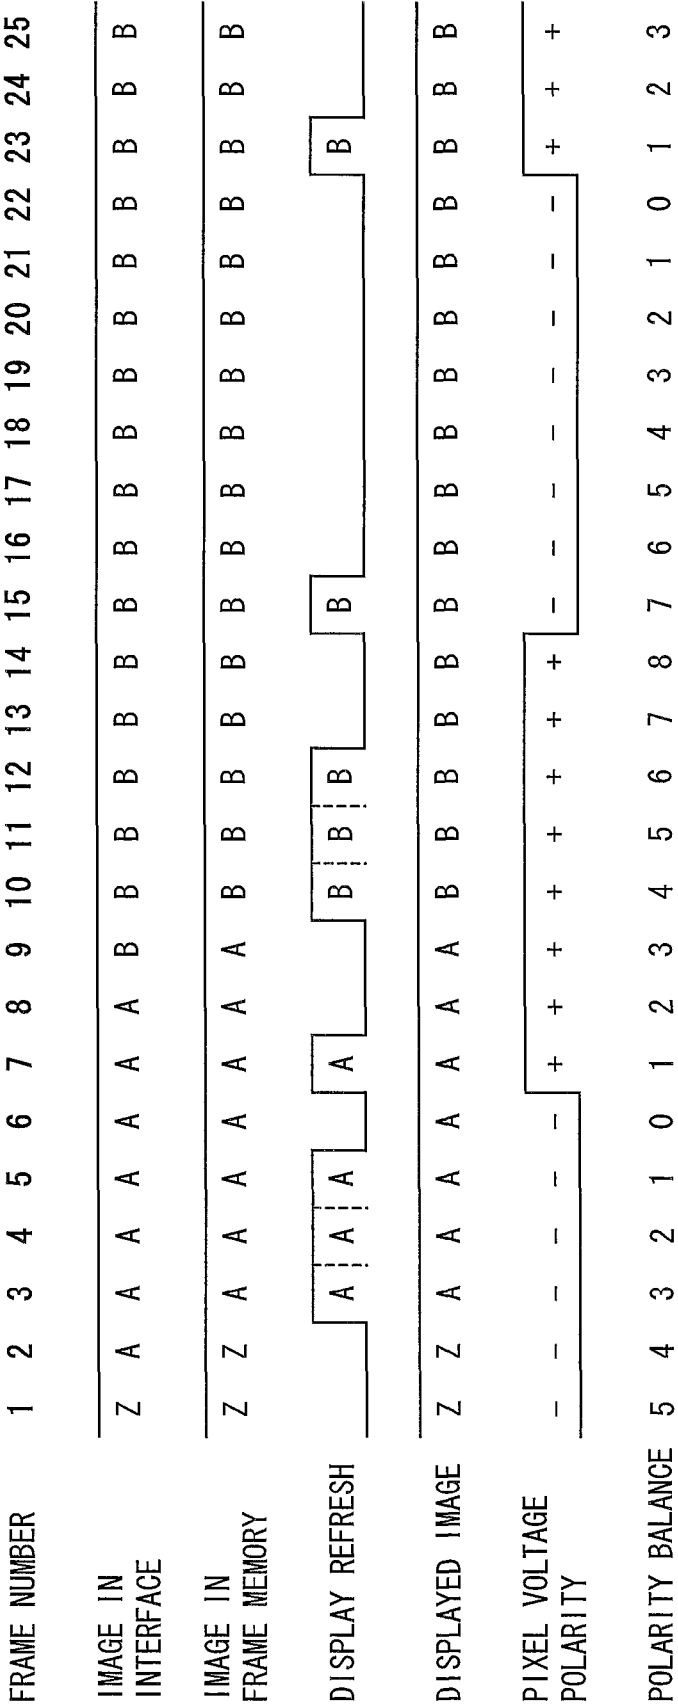 FRAME NUMBER 1 2 3 4 5 6 7 8 9 10 11 12 13 14 15 16 17 18 19 20 21 22 23 24 25
IMAGE IN
INTERFACE Z A A A A A A A B B B B B B B B B B B B B B B B B
IMAGE IN
FRAME MEMORY Z Z A A A A A A A B B B B B B B B B B B B B B B B
DISPLAY REFRESH A A A A B B B B B
DISPLAYED IMAGE Z Z A A A A A A A B B B B B B B B B B B B B B B B
PIXEL VOLTAGE
POLARITY − − − − − − + + + + + + + + − − − − − − − − + + +
POLARITY BALANCE 5 4 3 2 1 0 1 2 3 4 5 6 7 8 7 6 5 4 3 2 1 0 1 2 3